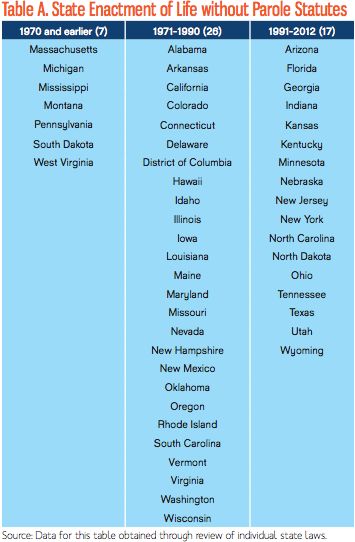 Table A. State Enactment of Life without Parole Statutes
1970 and earlier (7) 1971-1990 (26) 1991-2012 (17)
Massachusetts Alabama Arizona
Michigan Arkansas Florida
Mississippi California Georgia
Montana Colorado Indiana
Pennsylvania Connecticut Kansas
South Dakota Delaware Kentucky
West Virginia District of Columbia Minnesota
Hawaii Nebraska
Idaho New Jersey
Illinois New York
Iowa North Carolina
Louisiana North Dakota
Maine Ohio
Maryland Tennessee
Missouri Texas
Nevada Utah
New Hampshire Wyoming
New Mexico
Oklahoma
Oregon
Rhode Island
South Carolina
Vermont
Virginia
Washington
Wisconsin
Source: Data for this table obtained through review of individual state laws.